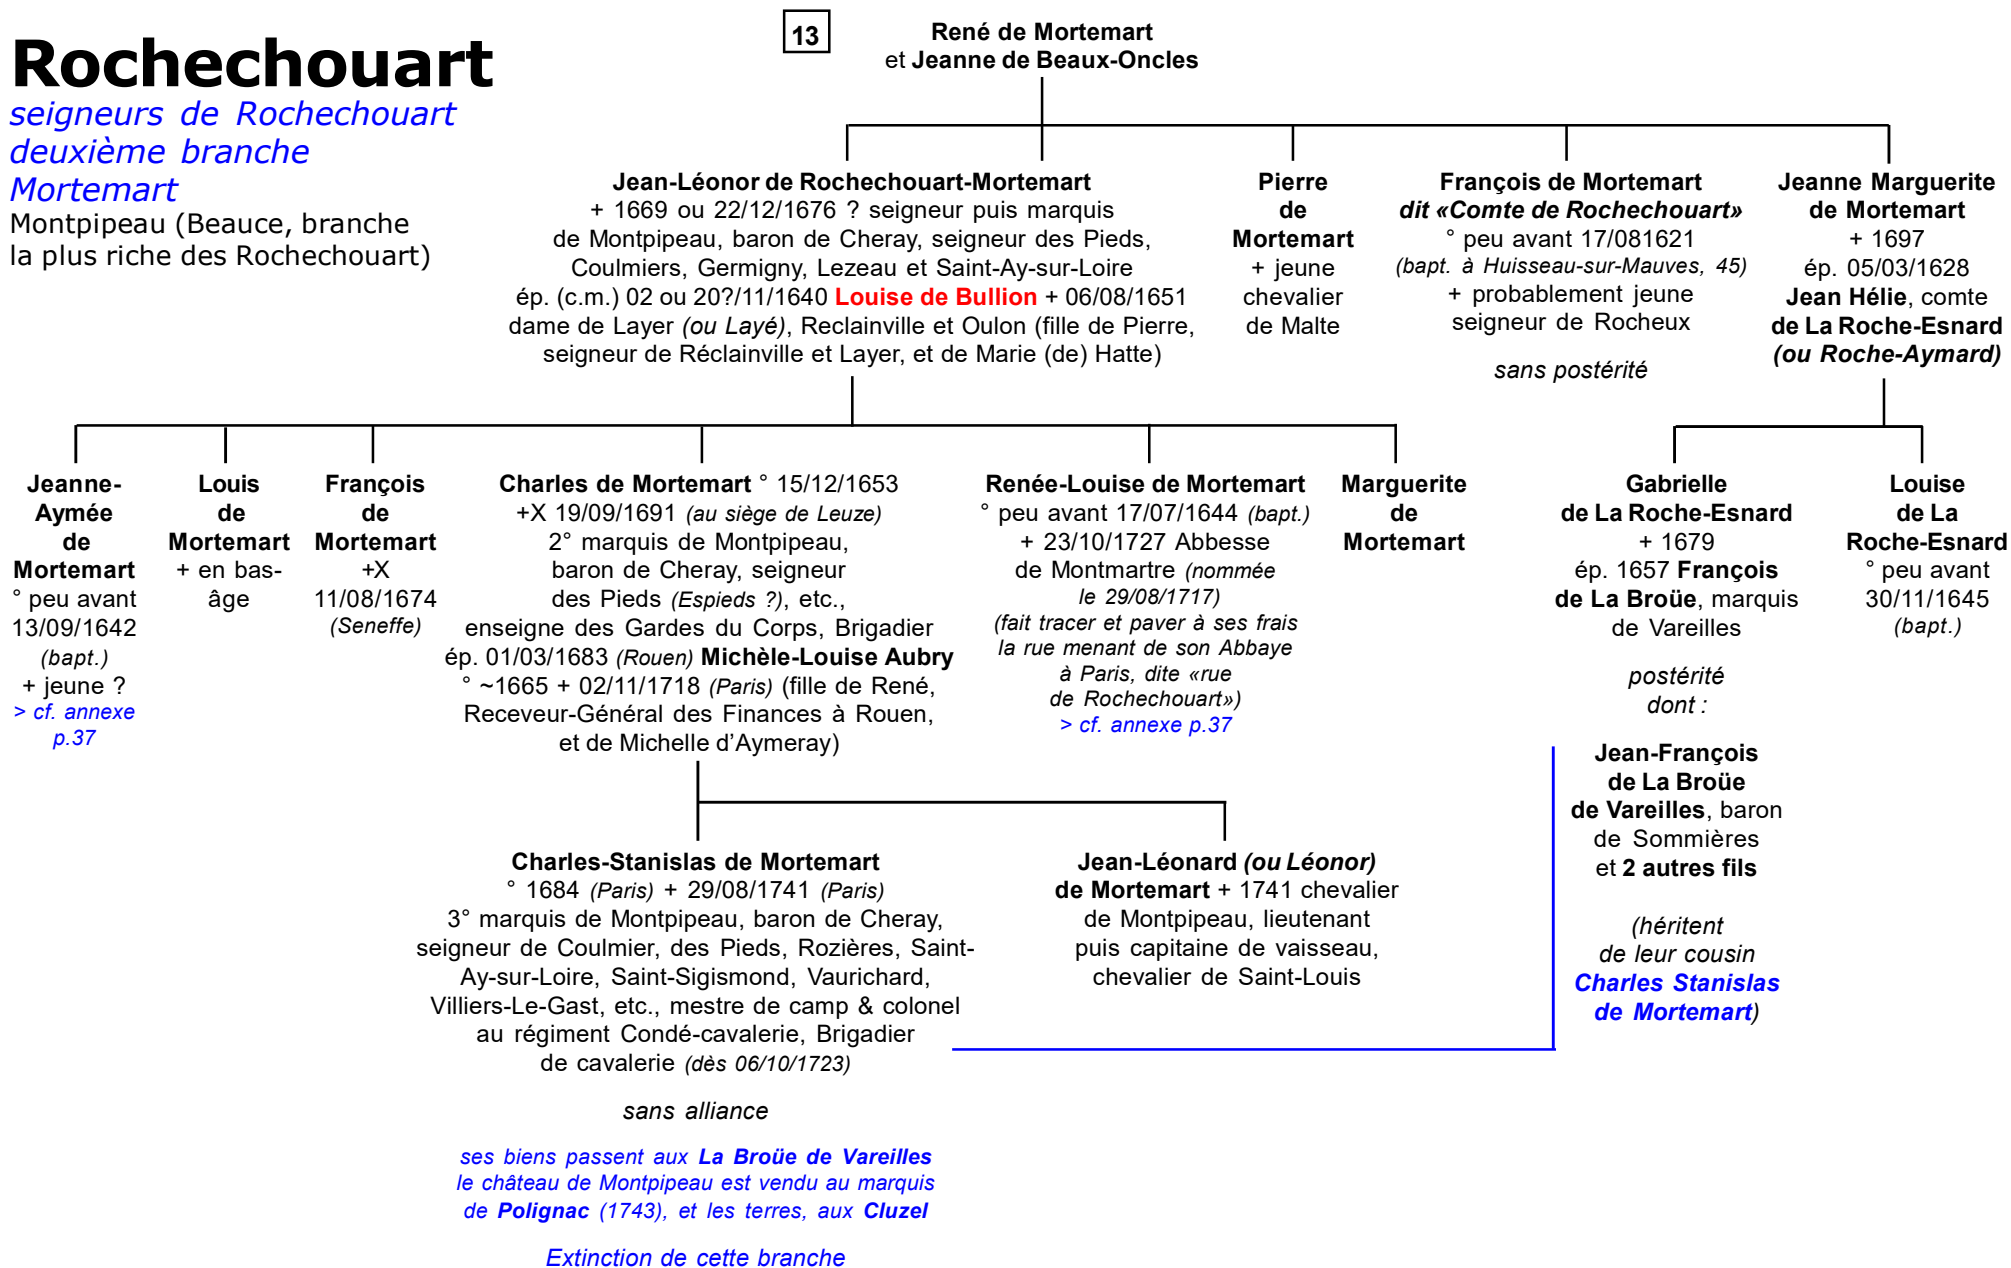 Rochechouart
seigneurs de Rochechouart
deuxième branche
Mortemart
Montpipeau (Beauce, branche
la plus riche des Rochechouart)
13
René de Mortemart
et Jeanne de Beaux-Oncles
Jean-Léonor de Rochechouart-Mortemart
+ 1669 ou 22/12/1676 ? seigneur puis marquis
de Montpipeau, baron de Cheray, seigneur des Pieds,
Coulmiers, Germigny, Lezeau et Saint-Ay-sur-Loire
ép. (c.m.) 02 ou 20?/11/1640 Louise de Bullion + 06/08/1651
dame de Layer (ou Layé), Reclainville et Oulon (fille de Pierre,
seigneur de Réclainville et Layer, et de Marie (de) Hatte)
Pierre
de
Mortemart
+ jeune
chevalier
de Malte
François de Mortemart
dit «Comte de Rochechouart»
° peu avant 17/081621
(bapt. à Huisseau-sur-Mauves, 45)
+ probablement jeune
seigneur de Rocheux
sans postérité
Jeanne Marguerite
de Mortemart
+ 1697
ép. 05/03/1628
Jean Hélie, comte
de La Roche-Esnard
(ou Roche-Aymard)
Jeanne-
Aymée
de
Mortemart
° peu avant
13/09/1642
(bapt.)
+ jeune ?
> cf. annexe
p.37
Louis
de
Mortemart
+ en bas-
âge
François
de
Mortemart
+X
11/08/1674
(Seneffe)
Charles de Mortemart ° 15/12/1653
+X 19/09/1691 (au siège de Leuze)
2° marquis de Montpipeau,
baron de Cheray, seigneur
des Pieds (Espieds ?), etc.,
enseigne des Gardes du Corps, Brigadier
ép. 01/03/1683 (Rouen) Michèle-Louise Aubry
° ~1665 + 02/11/1718 (Paris) (fille de René,
Receveur-Général des Finances à Rouen,
et de Michelle d'Aymeray)
Renée-Louise de Mortemart
° peu avant 17/07/1644 (bapt.)
+ 23/10/1727 Abbesse
de Montmartre (nommée
le 29/08/1717)
(fait tracer et paver à ses frais
la rue menant de son Abbaye
à Paris, dite «rue
de Rochechouart»)
> cf. annexe p.37
Marguerite
de
Mortemart
Gabrielle
de La Roche-Esnard
+ 1679
ép. 1657 François
de La Broüe, marquis
de Vareilles
postérité
dont :
Jean-François
de La Broüe
de Vareilles, baron
de Sommières
et 2 autres fils
(héritent
de leur cousin
Charles Stanislas
de Mortemart)
Louise
de La
Roche-Esnard
° peu avant
30/11/1645
(bapt.)
Charles-Stanislas de Mortemart
° 1684 (Paris) + 29/08/1741 (Paris)
3° marquis de Montpipeau, baron de Cheray,
seigneur de Coulmier, des Pieds, Rozières, Saint-
Ay-sur-Loire, Saint-Sigismond, Vaurichard,
Villiers-Le-Gast, etc., mestre de camp & colonel
au régiment Condé-cavalerie, Brigadier
de cavalerie (dès 06/10/1723)
sans alliance
ses biens passent aux La Broüe de Vareilles
le château de Montpipeau est vendu au marquis
de Polignac (1743), et les terres, aux Cluzel
Extinction de cette branche
Jean-Léonard (ou Léonor)
de Mortemart + 1741 chevalier
de Montpipeau, lieutenant
puis capitaine de vaisseau,
chevalier de Saint-Louis